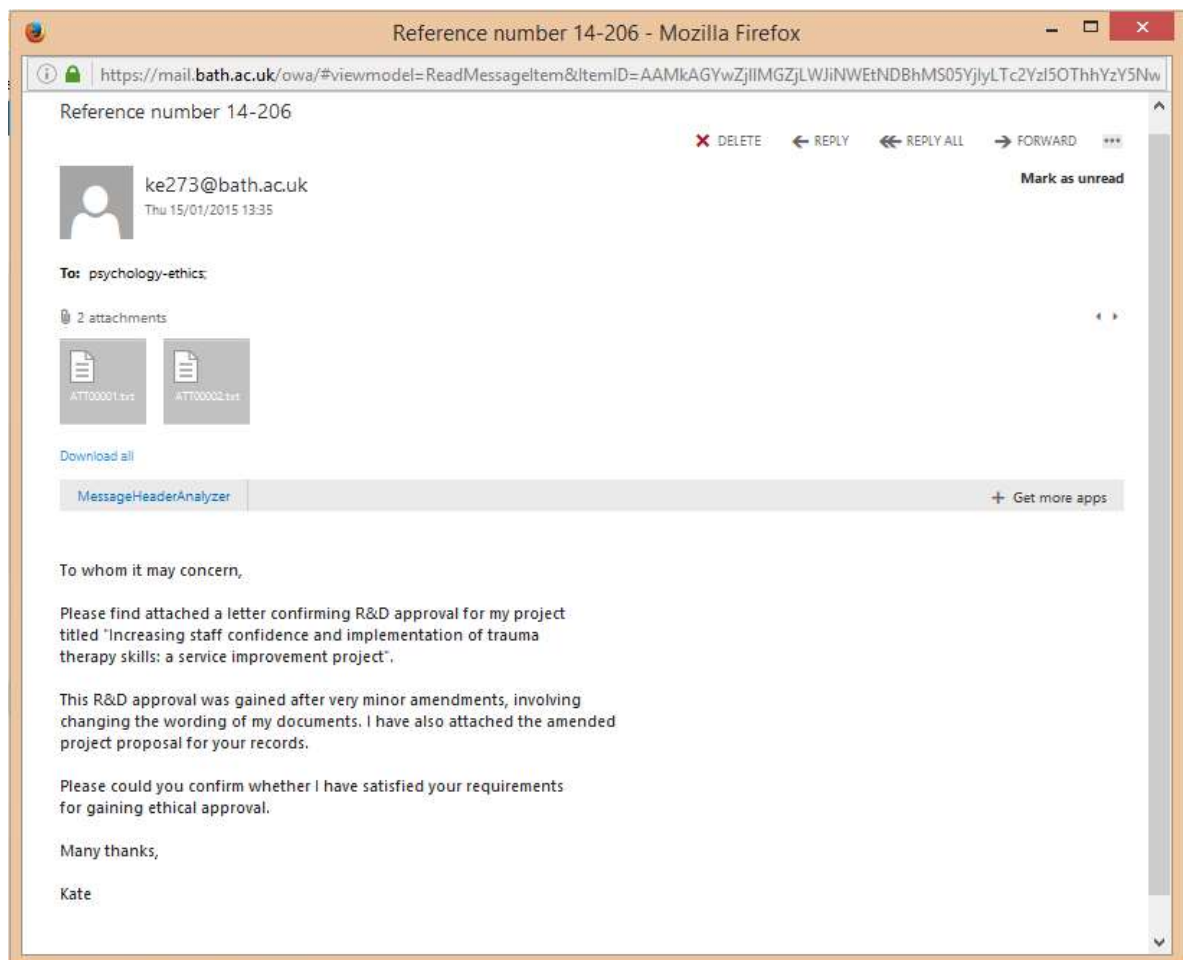 Reference number 14-206 - Mozilla Firefox
https://mail.bath.ac.uk/owa/#viewmodel=ReadMessageItem&ItemID=
Reference number 14-206
DELETE REPLY REPLY ALL FORWARD
ke273@bath.ac.uk
Mark as unread
Thu 15/01/2015 13:35
To: psychology-ethics;
2 attachments
ATT00001.txt ATT00002.txt
Download all
MessageHeaderAnalyzer + Get more apps
To whom it may concern,
Please find attached a letter confirming R&D approval for my project
titled "Increasing staff confidence and implementation of trauma
therapy skills: a service improvement project".
This R&D approval was gained after very minor amendments, involving
changing the wording of my documents. I have also attached the amended
project proposal for your records.
Please could you confirm whether I have satisfied your requirements
for gaining ethical approval.
Many thanks,
Kate